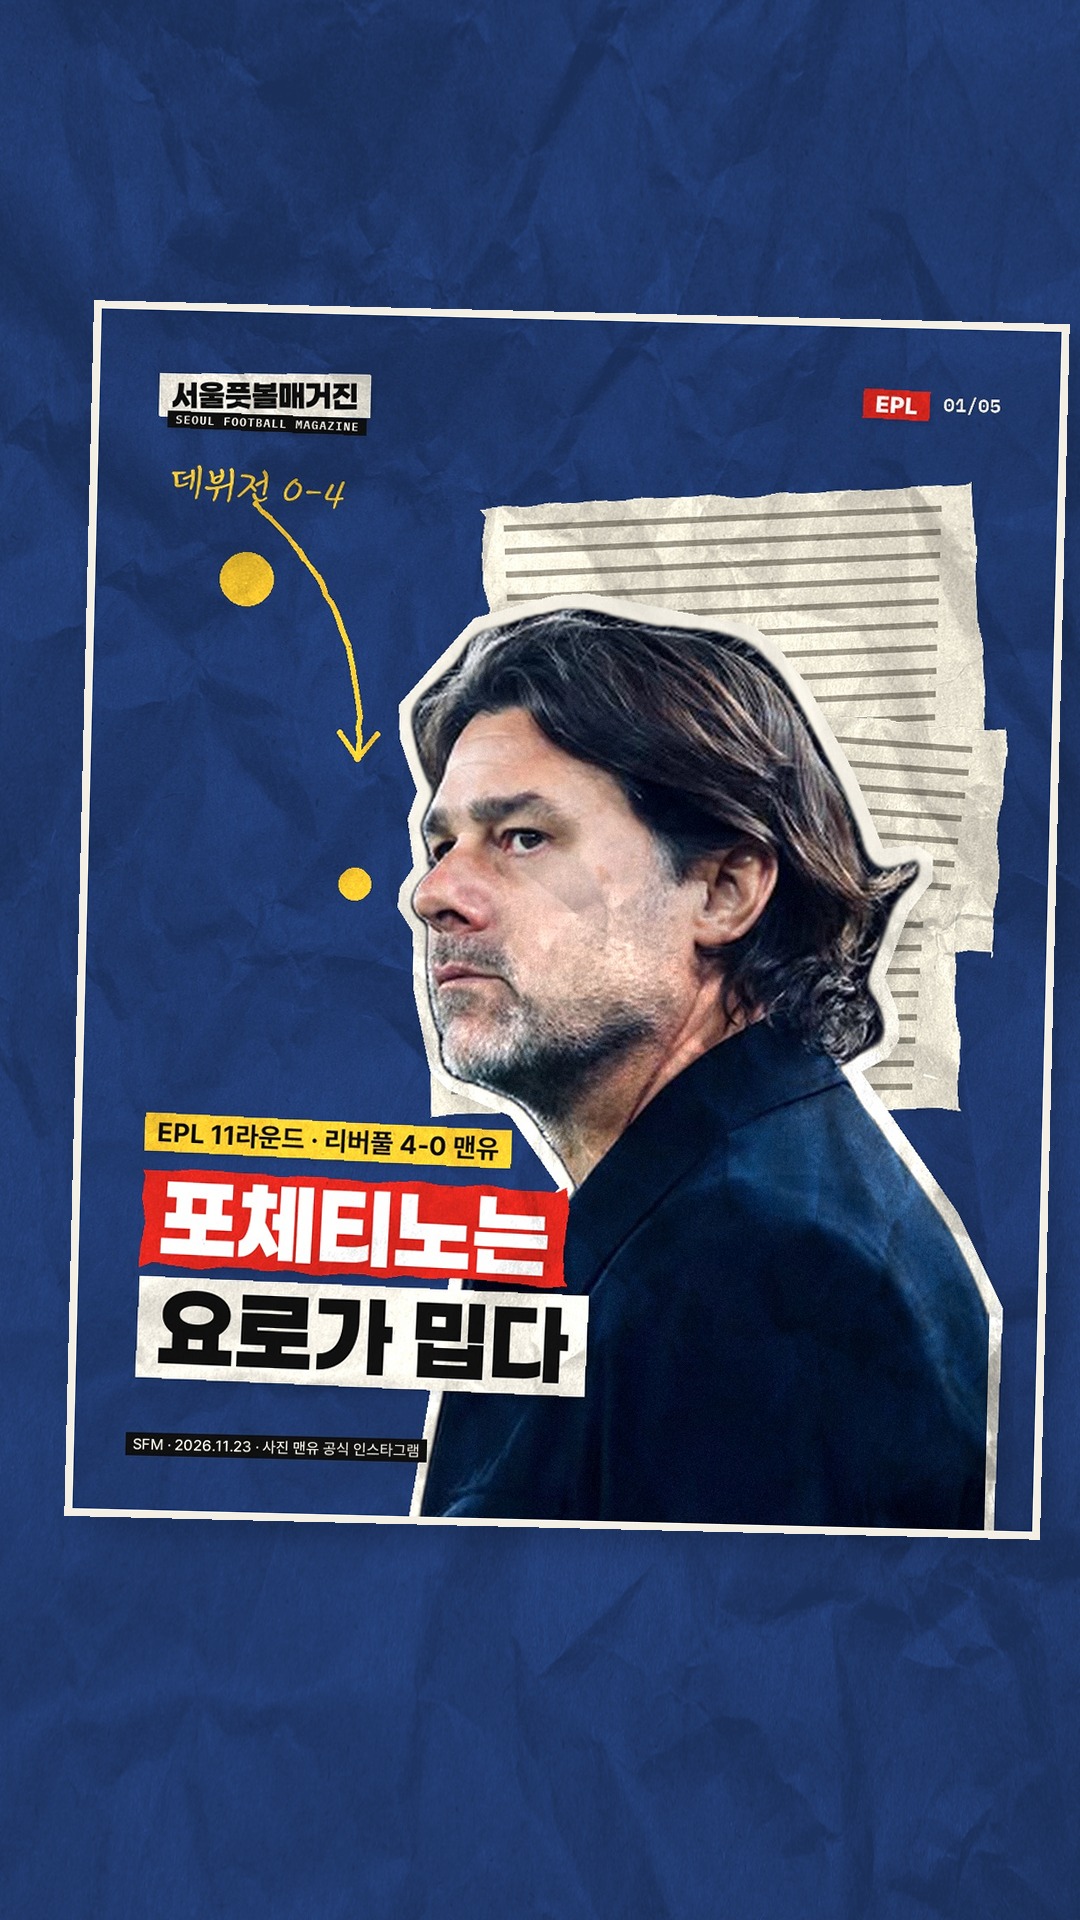 서울풋볼매거진
SEOUL FOOTBALL MAGAZINE
EPL 01/05
데뷔전 0-4
EPL 11라운드 · 리버풀 4-0 맨유
포체티노는
요로가 밉다
SFM · 2026.11.23 · 사진 맨유 공식 인스타그램